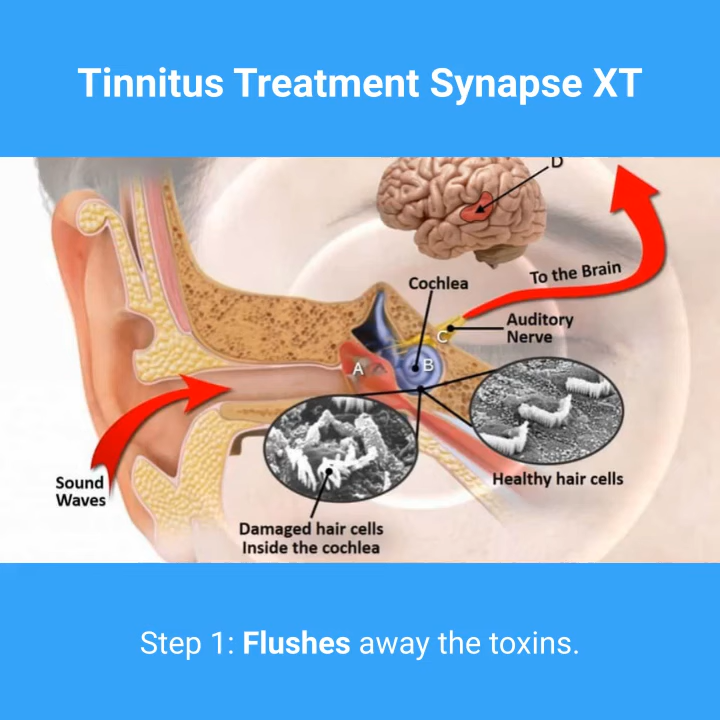 Tinnitus Treatment Synapse XT
D
To the Brain
Cochlea
Auditory
Nerve
C
A
B
Sound
Waves
Healthy hair cells
Damaged hair cells
Inside the cochlea
Step 1: Flushes away the toxins.